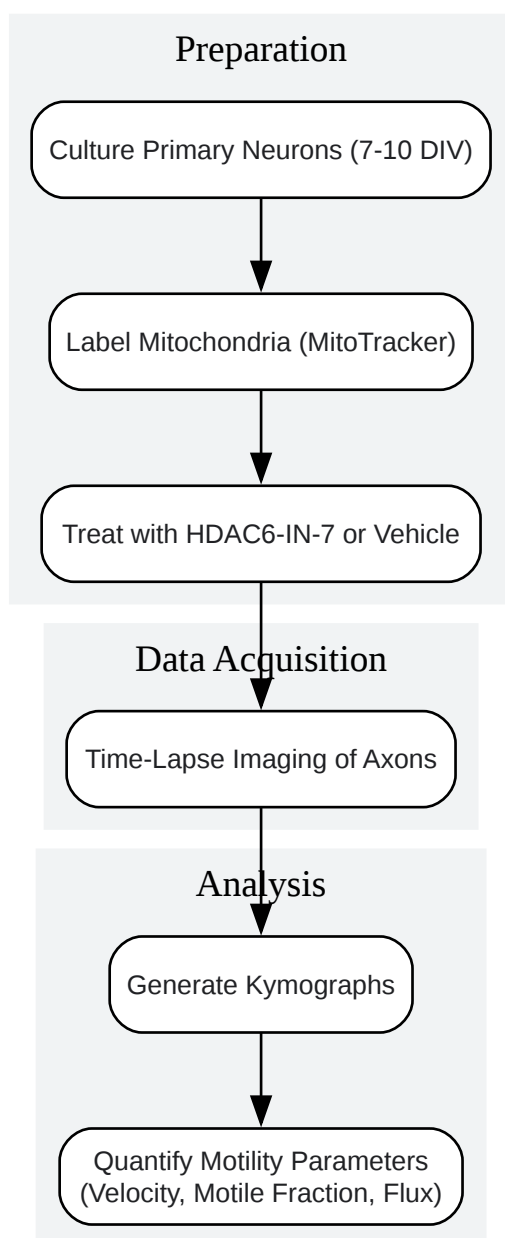 Preparation
Culture Primary Neurons (7-10 DIV)
Label Mitochondria (MitoTracker)
Treat with HDAC6-IN-7 or Vehicle
Data Acquisition
Time-Lapse Imaging of Axons
Analysis
Generate Kymographs
Quantify Motility Parameters
(Velocity, Motile Fraction, Flux)